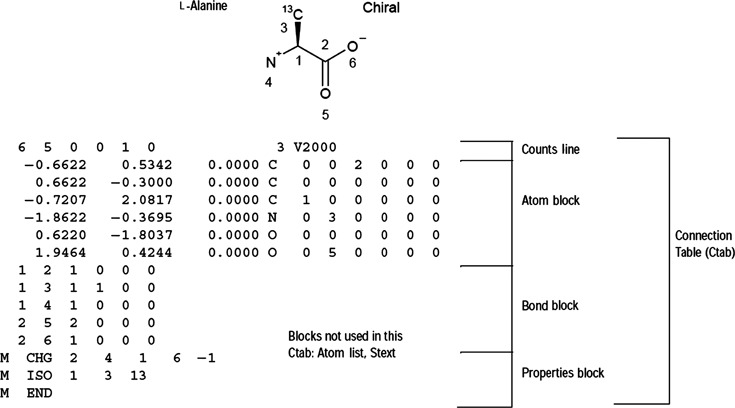 L-Alanine
¹³C
Chiral
3
2
O⁻
N⁺
1
6
4
O
5
6 5 0 0 1 0 3 V2000
Counts line
−0.6622 0.5342 0.0000 C 0 0 2 0 0 0
0.6622 −0.3000 0.0000 C 0 0 0 0 0 0
−0.7207 2.0817 0.0000 C 1 0 0 0 0 0
Atom block
−1.8622 −0.3695 0.0000 N 0 3 0 0 0 0
0.6220 −1.8037 0.0000 O 0 0 0 0 0 0
1.9464 0.4244 0.0000 O 0 5 0 0 0 0
Connection
Table (Ctab)
1 2 1 0 0 0
1 3 1 1 0 0
1 4 1 0 0 0
Bond block
2 5 2 0 0 0
2 6 1 0 0 0
Blocks not used in this
Ctab: Atom list, Stext
M CHG 2 4 1 6 −1
M ISO 1 3 13
Properties block
M END